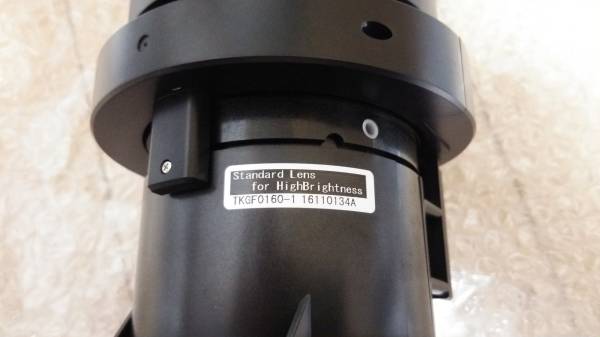 Standard Lens
for HighBrightness
TKGF0160-1 16110134A